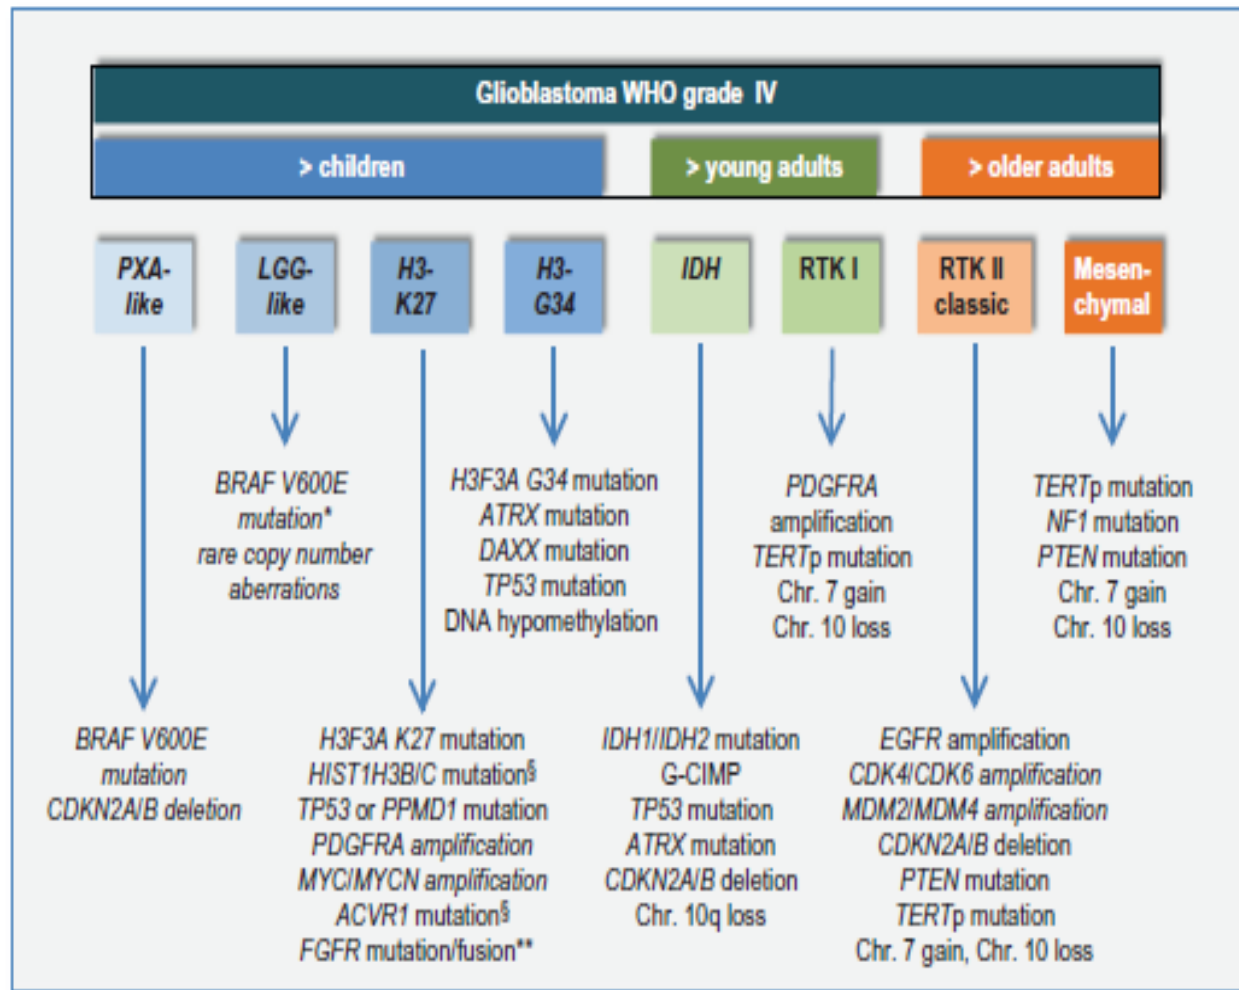 Glioblastoma WHO grade IV
> children
> young adults
> older adults
PXA-
like
LGG-
like
H3-
K27
H3-
G34
IDH
RTK I
RTK II
classic
Mesen-
chymal
BRAF V600E
mutation*
rare copy number
aberrations
H3F3A G34 mutation
ATRX mutation
DAXX mutation
TP53 mutation
DNA hypomethylation
PDGFRA
amplification
TERTp mutation
Chr. 7 gain
Chr. 10 loss
TERTp mutation
NF1 mutation
PTEN mutation
Chr. 7 gain
Chr. 10 loss
BRAF V600E
mutation
CDKN2A/B deletion
H3F3A K27 mutation
HIST1H3B/C mutation§
TP53 or PPMD1 mutation
PDGFRA amplification
MYC/MYCN amplification
ACVR1 mutation§
FGFR mutation/fusion**
IDH1/IDH2 mutation
G-CIMP
TP53 mutation
ATRX mutation
CDKN2A/B deletion
Chr. 10q loss
EGFR amplification
CDK4/CDK6 amplification
MDM2/MDM4 amplification
CDKN2A/B deletion
PTEN mutation
TERTp mutation
Chr. 7 gain, Chr. 10 loss